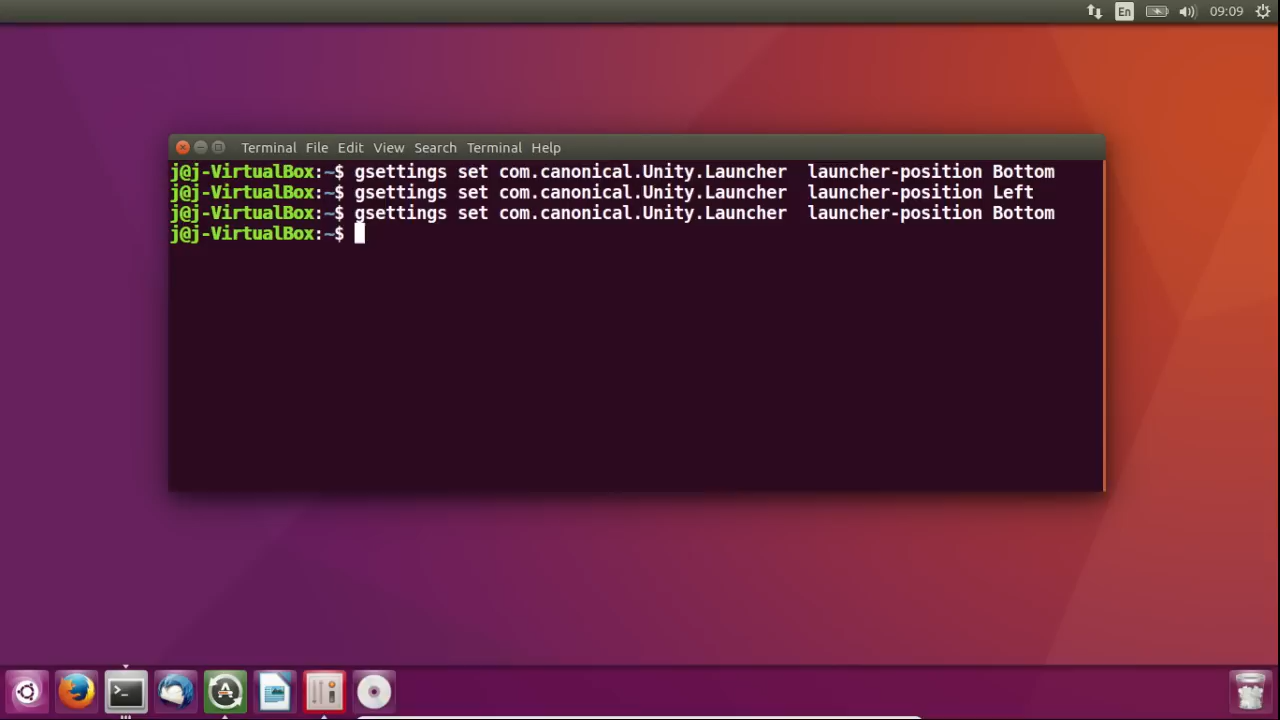 En 09:09
Terminal File Edit View Search Terminal Help
j@j-VirtualBox:~$ gsettings set com.canonical.Unity.Launcher  launcher-position Bottom
j@j-VirtualBox:~$ gsettings set com.canonical.Unity.Launcher  launcher-position Left
j@j-VirtualBox:~$ gsettings set com.canonical.Unity.Launcher  launcher-position Bottom
j@j-VirtualBox:~$